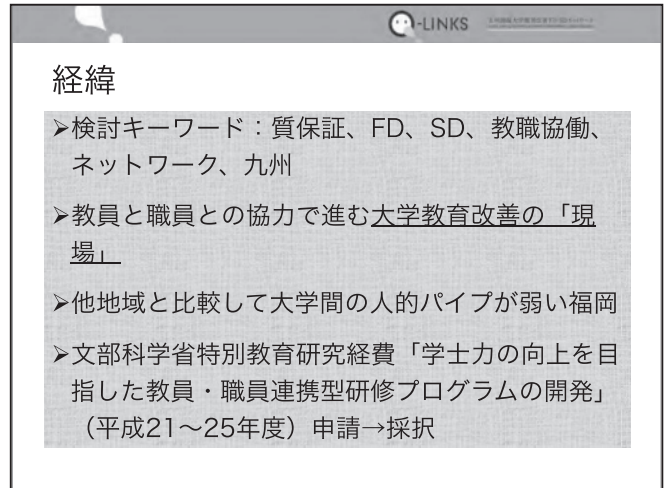 Q-LINKS
経緯
➢検討キーワード：質保証、FD、SD、教職協働、
ネットワーク、九州
➢教員と職員との協力で進む大学教育改善の「現
場」
➢他地域と比較して大学間の人的パイプが弱い福岡
➢文部科学省特別教育研究経費「学士力の向上を目
指した教員・職員連携型研修プログラムの開発」
（平成21〜25年度）申請→採択